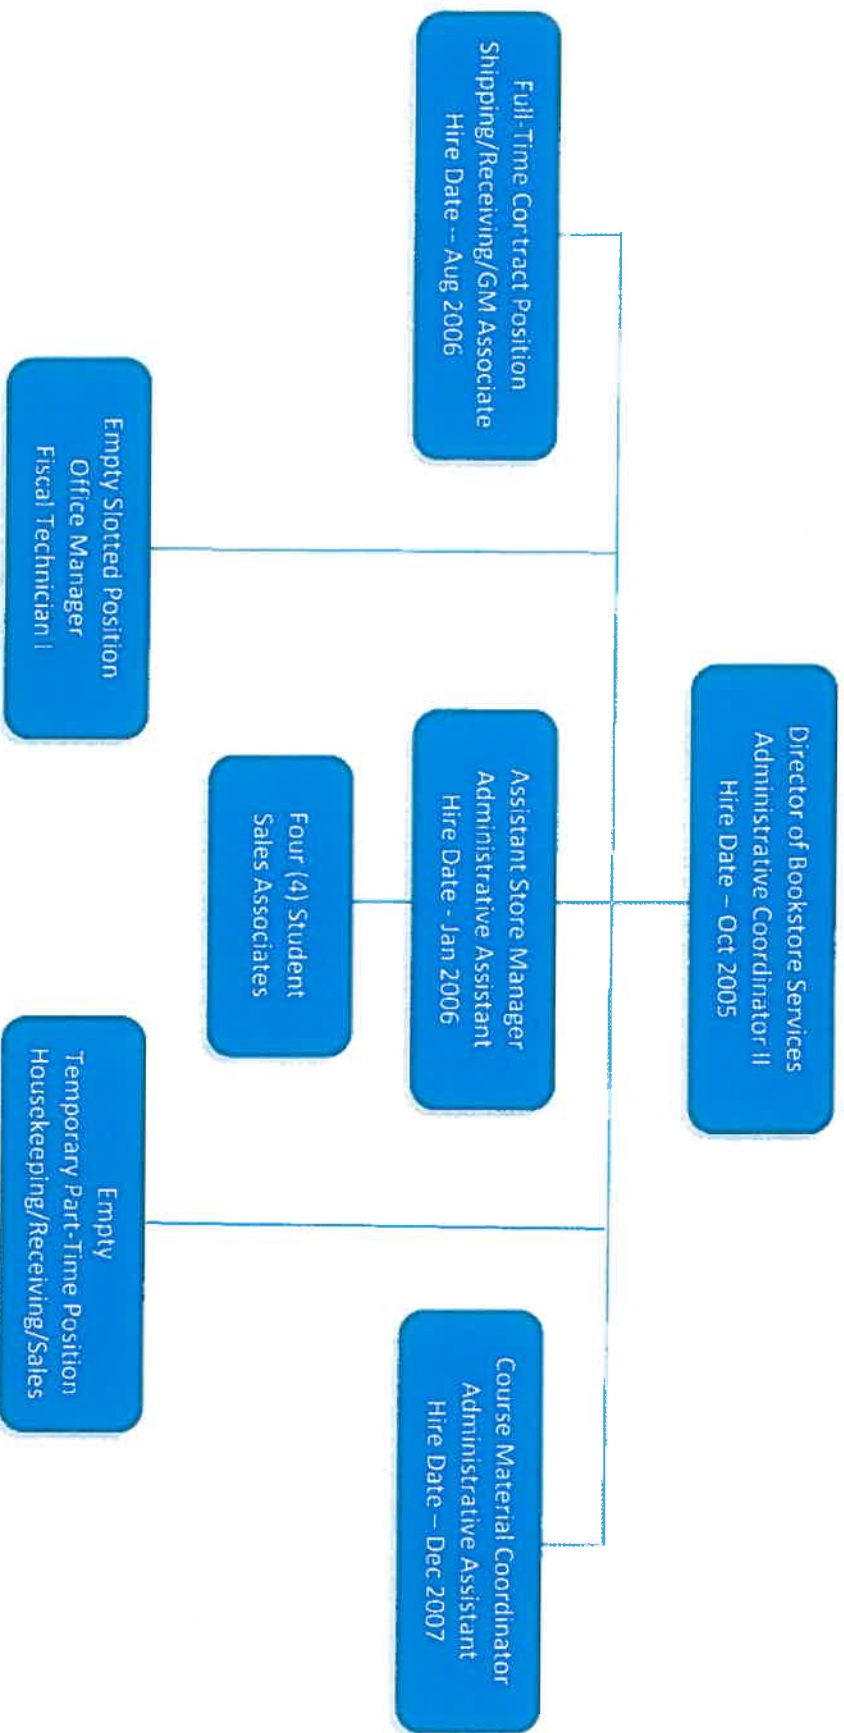 Director of Bookstore Services
Administrative Coordinator II
Hire Date – Oct 2005
Full-Time Contract Position
Shipping/Receiving/GM Associate
Hire Date -- Aug 2006
Assistant Store Manager
Administrative Assistant
Hire Date - Jan 2006
Course Material Coordinator
Administrative Assistant
Hire Date – Dec 2007
Four (4) Student
Sales Associates
Empty Slotted Position
Office Manager
Fiscal Technician I
Empty
Temporary Part-Time Position
Housekeeping/Receiving/Sales